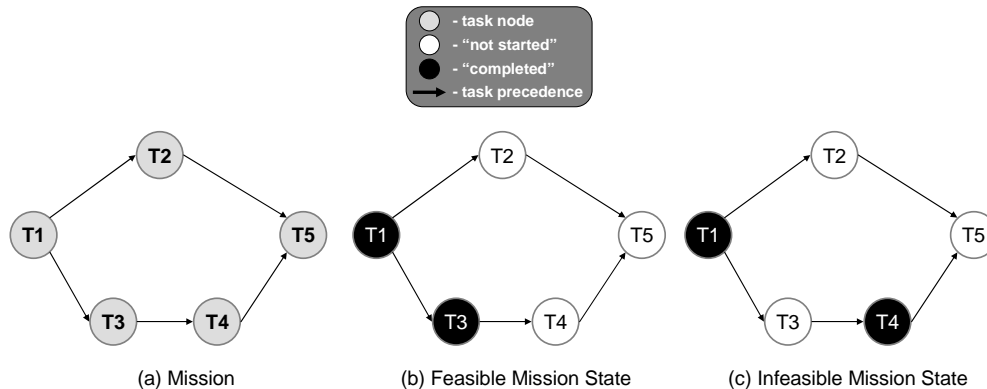 - task node
- “not started”
- “completed”
- task precedence
T2
T1
T5
T3
T4
(a) Mission
T2
T1
T5
T3
T4
(b) Feasible Mission State
T2
T1
T5
T3
T4
(c) Infeasible Mission State